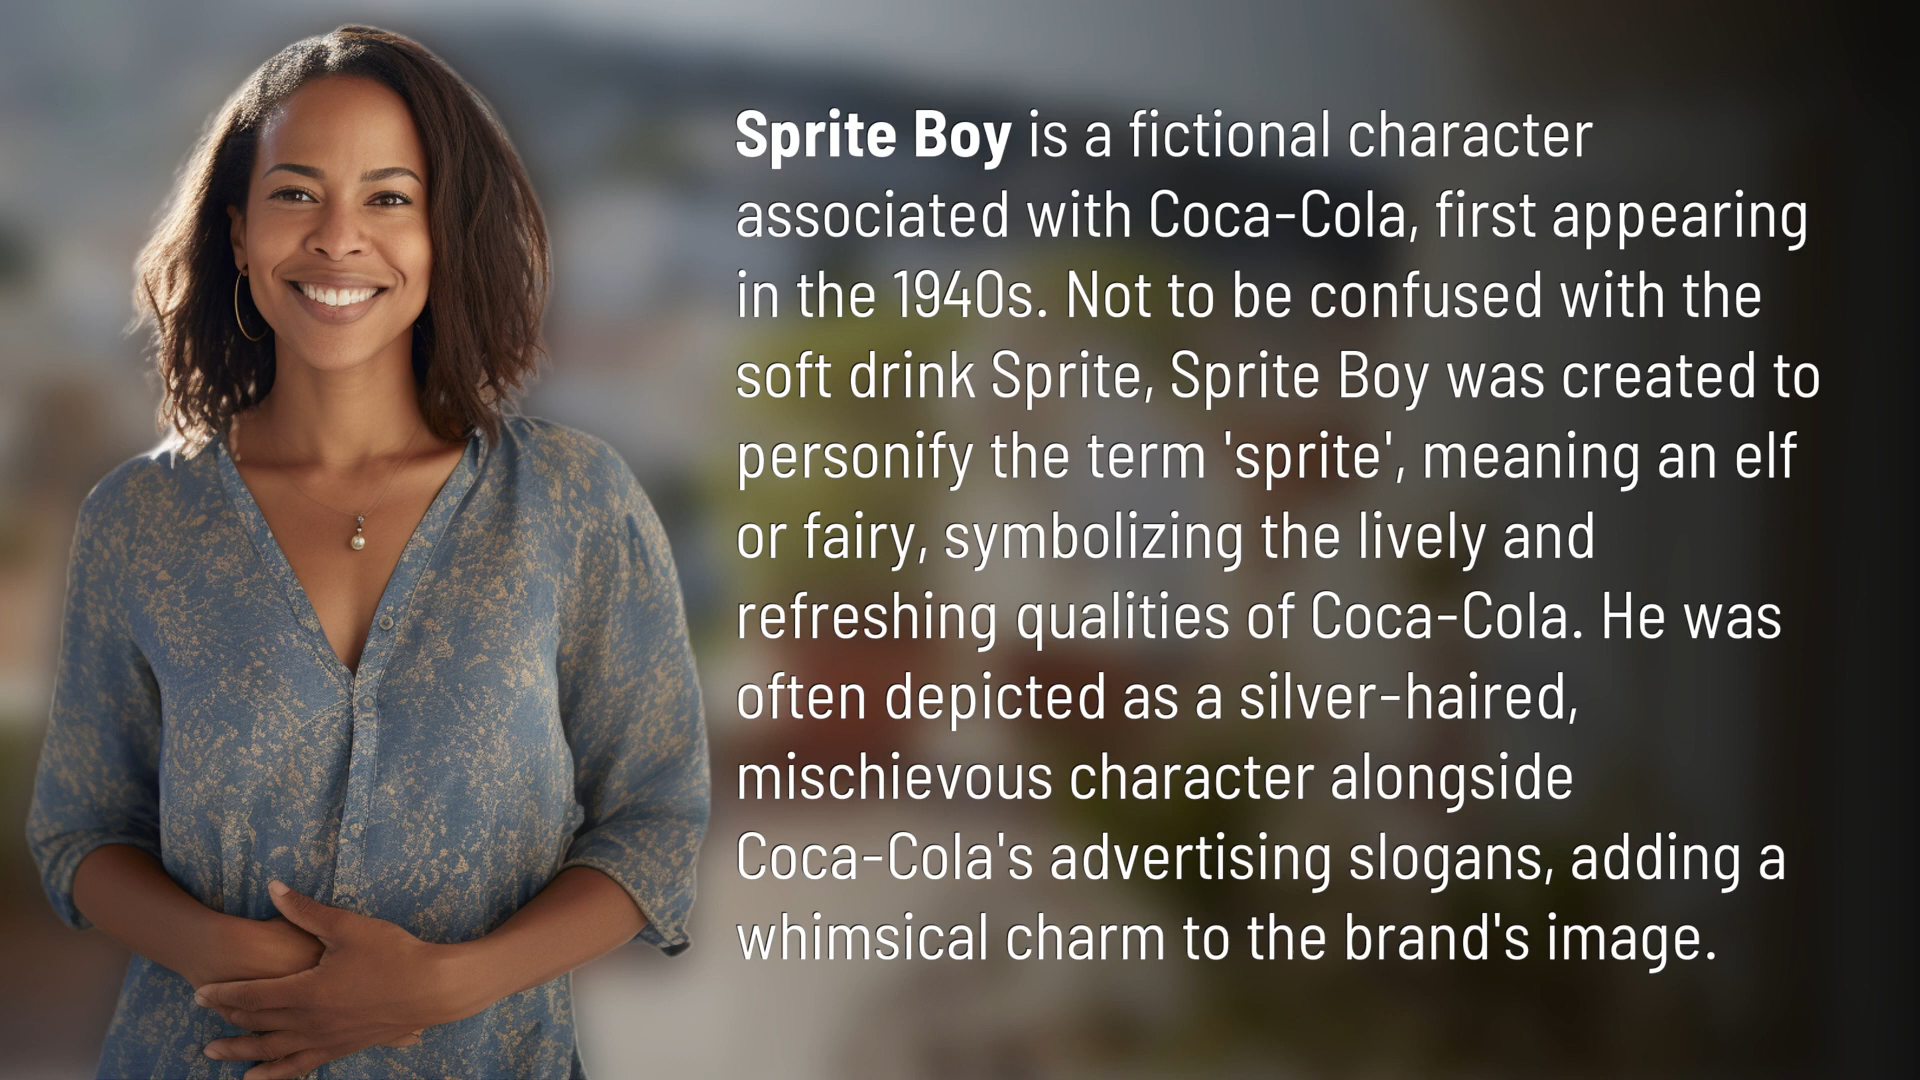 Sprite Boy is a fictional character
associated with Coca-Cola, first appearing
in the 1940s. Not to be confused with the
soft drink Sprite, Sprite Boy was created to
personify the term 'sprite', meaning an elf
or fairy, symbolizing the lively and
refreshing qualities of Coca-Cola. He was
often depicted as a silver-haired,
mischievous character alongside
Coca-Cola's advertising slogans, adding a
whimsical charm to the brand's image.